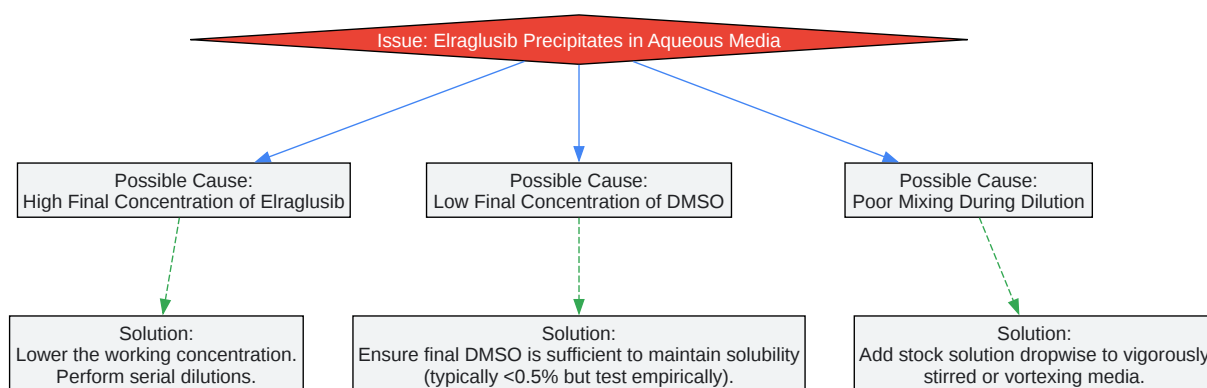 Issue: Elraglusib Precipitates in Aqueous Media
Possible Cause:
High Final Concentration of Elraglusib
Possible Cause:
Low Final Concentration of DMSO
Possible Cause:
Poor Mixing During Dilution
Solution:
Lower the working concentration.
Perform serial dilutions.
Solution:
Ensure final DMSO is sufficient to maintain solubility
(typically <0.5% but test empirically).
Solution:
Add stock solution dropwise to vigorously
stirred or vortexing media.